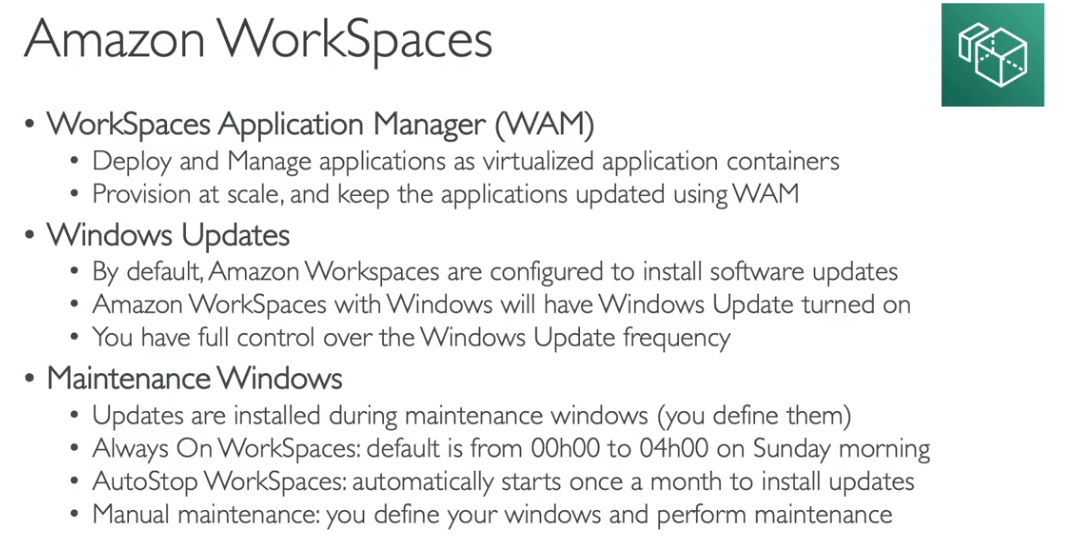 Amazon WorkSpaces
• WorkSpaces Application Manager (WAM)
• Deploy and Manage applications as virtualized application containers
• Provision at scale, and keep the applications updated using WAM
• Windows Updates
• By default, Amazon Workspaces are configured to install software updates
• Amazon WorkSpaces with Windows will have Windows Update turned on
• You have full control over the Windows Update frequency
• Maintenance Windows
• Updates are installed during maintenance windows (you define them)
• Always On WorkSpaces: default is from 00h00 to 04h00 on Sunday morning
• AutoStop WorkSpaces: automatically starts once a month to install updates
• Manual maintenance: you define your windows and perform maintenance